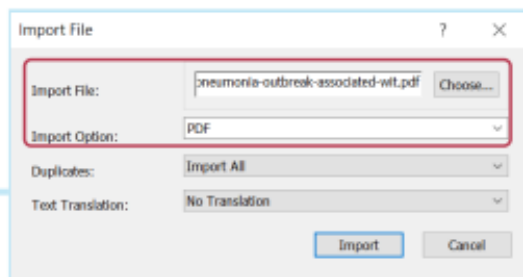 Import File ? ×
Import File: pneumonia-outbreak-associated-wit.pdf Choose...
Import Option: PDF
Duplicates: Import All
Text Translation: No Translation
Import Cancel